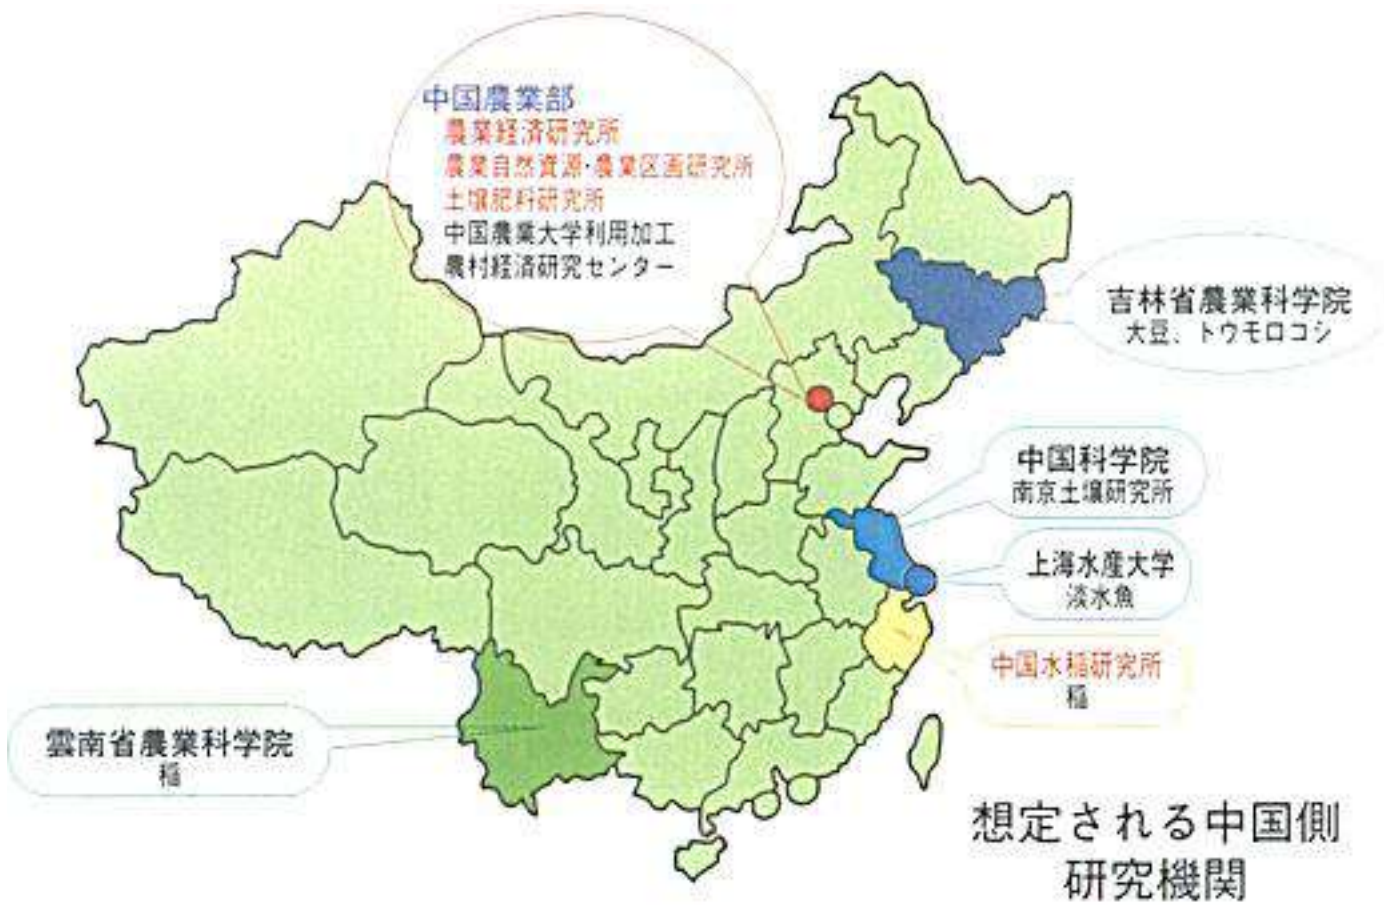 中国農業部
農業経済研究所
農業自然資源・農業区画研究所
土壌肥料研究所
中国農業大学利用加工
農村経済研究センター
吉林省農業科学院
大豆、トウモロコシ
中国科学院
南京土壌研究所
上海水産大学
淡水魚
中国水稲研究所
稲
雲南省農業科学院
稲
想定される中国側
研究機関